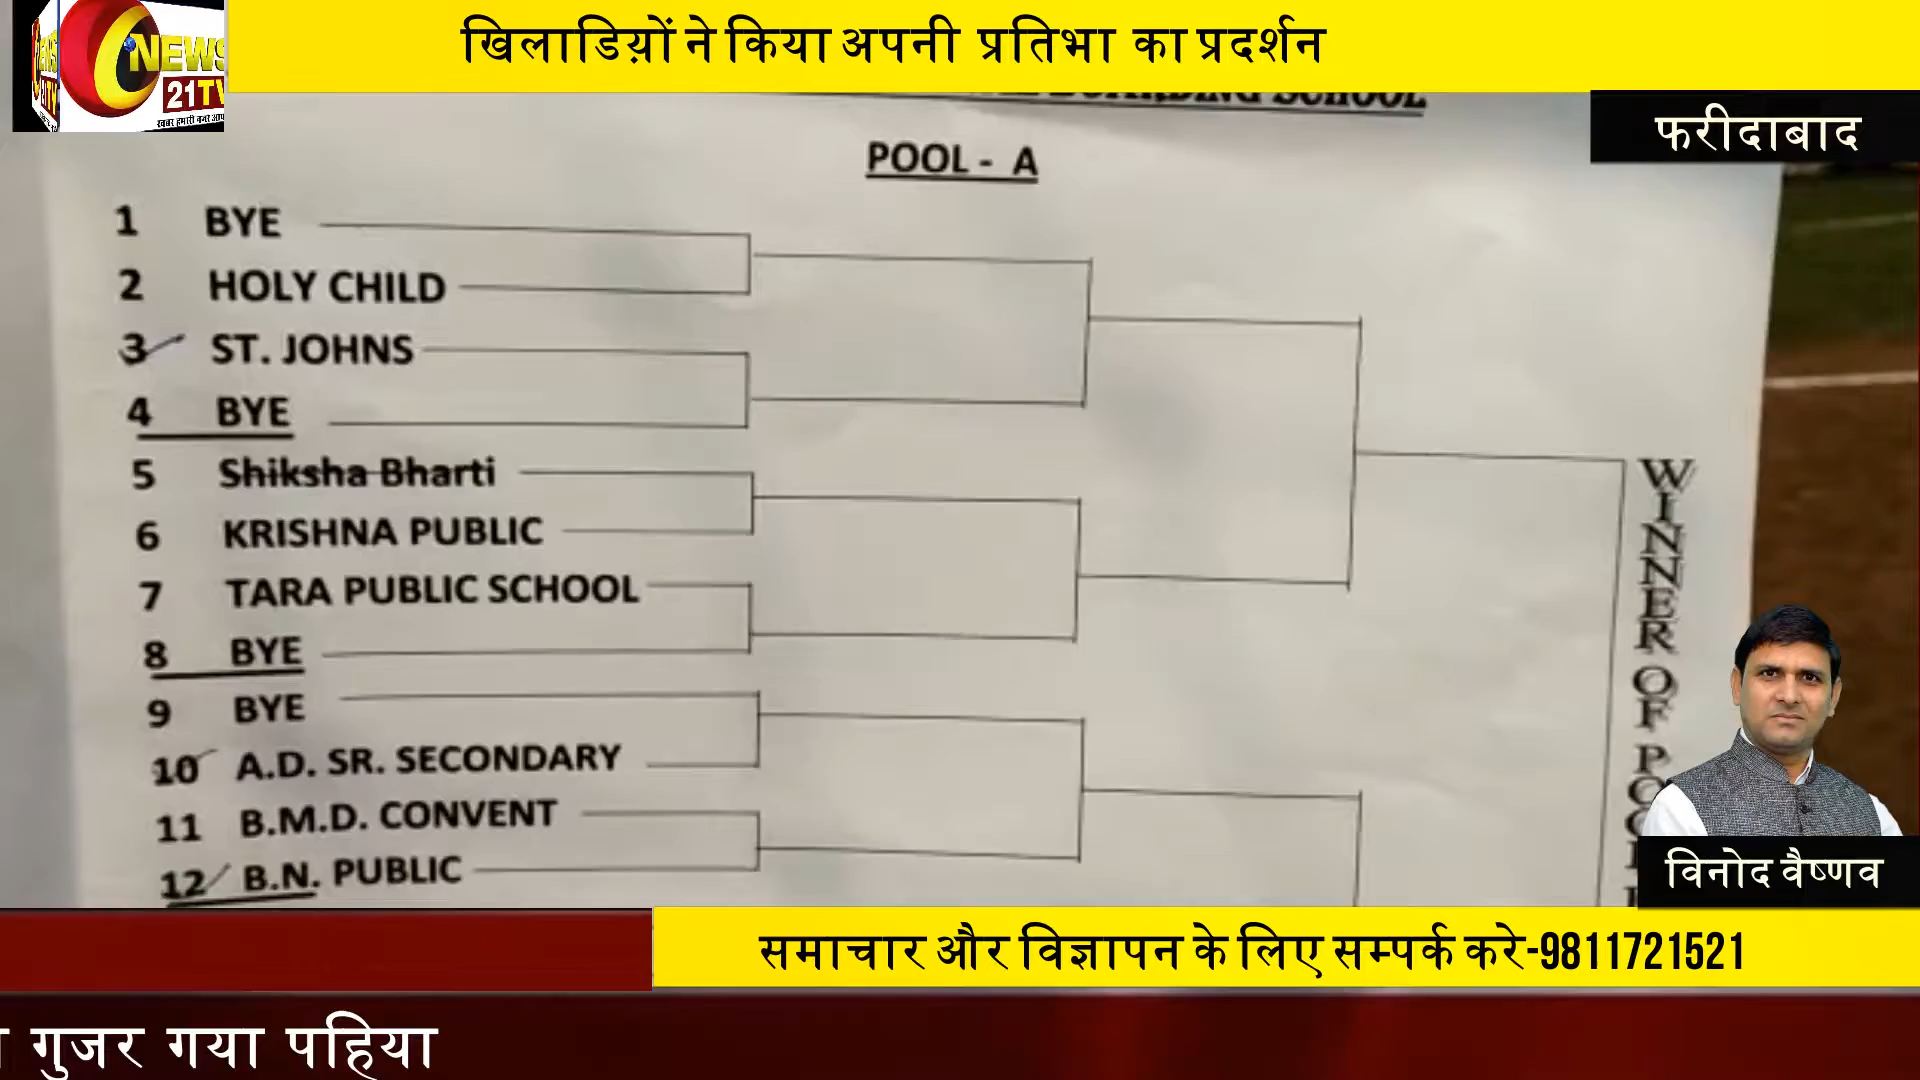 खिलाडिय़ों ने किया अपनी प्रतिभा का प्रदर्शन
NEWS
21TV
फरीदाबाद
BOARDING SCHOOL
POOL - A
1 BYE
2 HOLY CHILD
3 ST. JOHNS
4 BYE
5 Shiksha Bharti
6 KRISHNA PUBLIC
7 TARA PUBLIC SCHOOL
8 BYE
9 BYE
10 A.D. SR. SECONDARY
11 B.M.D. CONVENT
12 B.N. PUBLIC
WINNER OF
विनोद वैष्णव
समाचार और विज्ञापन के लिए सम्पर्क करे-9811721521
गुजर गया पहिया